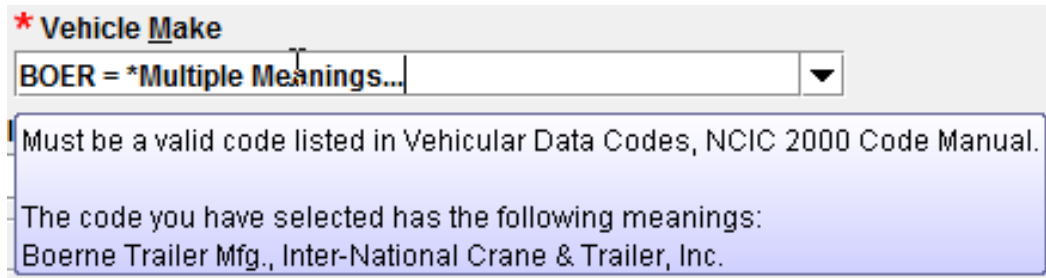 * Vehicle Make
BOER = *Multiple Meanings...
Must be a valid code listed in Vehicular Data Codes, NCIC 2000 Code Manual.
The code you have selected has the following meanings:
Boerne Trailer Mfg., Inter-National Crane & Trailer, Inc.